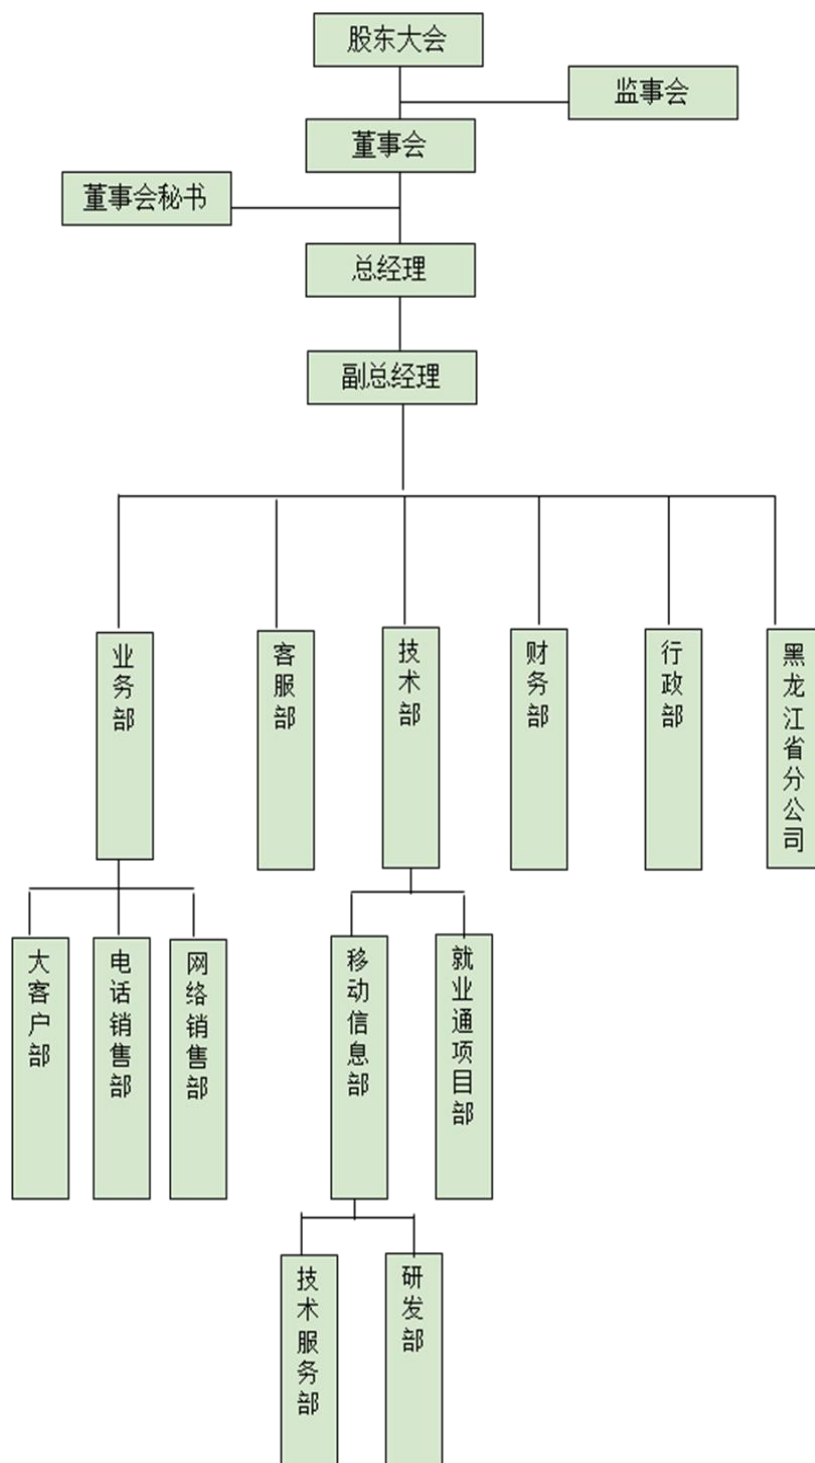 股东大会
监事会
董事会
董事会秘书
总经理
副总经理
业务部
客服部
技术部
财务部
行政部
黑龙江省分公司
大客户部
电话销售部
网络销售部
移动信息部
就业通项目部
技术服务部
研发部